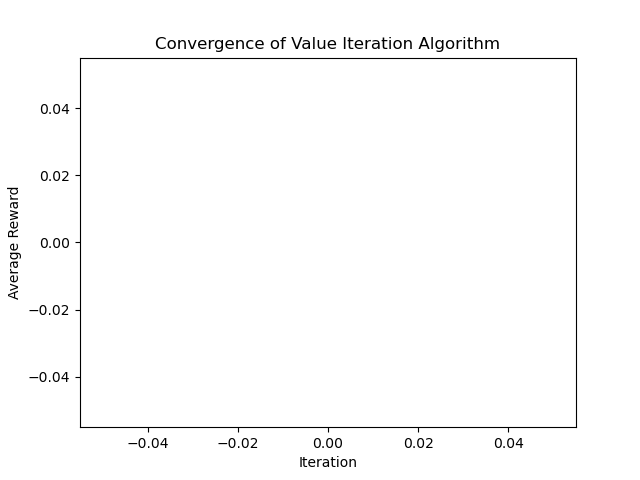 Convergence of Value Iteration Algorithm
0.04
0.02
0.00
−0.02
−0.04
Average Reward
−0.04 −0.02 0.00 0.02 0.04
Iteration